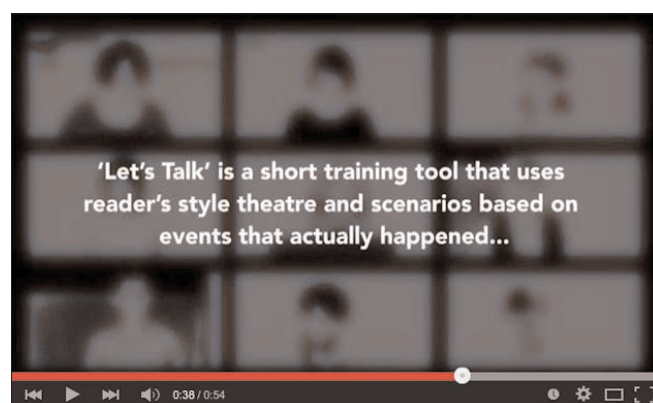 ‘Let’s Talk’ is a short training tool that uses
reader’s style theatre and scenarios based on
events that actually happened...
0:38 / 0:54